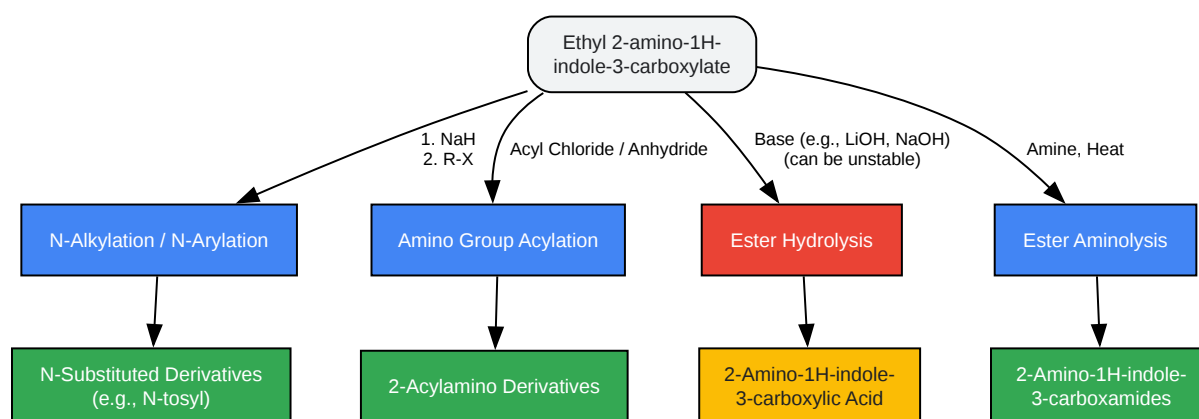 Ethyl 2-amino-1H-
indole-3-carboxylate
1. NaH
2. R-X
Acyl Chloride / Anhydride
Base (e.g., LiOH, NaOH)
(can be unstable)
Amine, Heat
N-Alkylation / N-Arylation
Amino Group Acylation
Ester Hydrolysis
Ester Aminolysis
N-Substituted Derivatives
(e.g., N-tosyl)
2-Acylamino Derivatives
2-Amino-1H-indole-
3-carboxylic Acid
2-Amino-1H-indole-
3-carboxamides